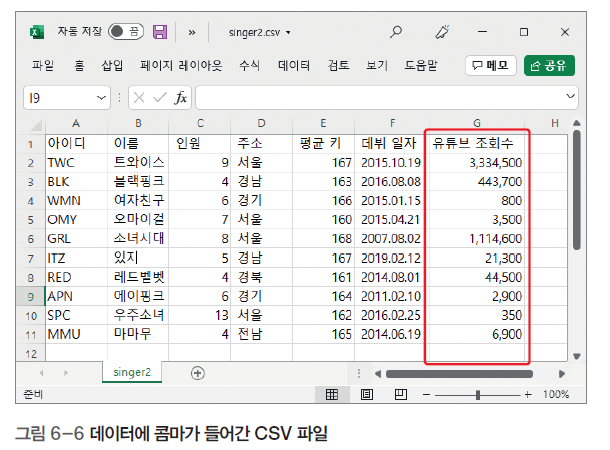 자동 저장 끔 » singer2.csv
파일 홈 삽입 페이지 레이아웃 수식 데이터 검토 보기 도움말 메모 공유
I9 fx
A B C D E F G H
1 아이디 이름 인원 주소 평균 키 데뷔 일자 유튜브 조회수
2 TWC 트와이스 9 서울 167 2015.10.19 3,334,500
3 BLK 블랙핑크 4 경남 163 2016.08.08 443,700
4 WMN 여자친구 6 경기 166 2015.01.15 800
5 OMY 오마이걸 7 서울 160 2015.04.21 3,500
6 GRL 소녀시대 8 서울 168 2007.08.02 1,114,600
7 ITZ 있지 5 경남 167 2019.02.12 21,300
8 RED 레드벨벳 4 경북 161 2014.08.01 44,500
9 APN 에이핑크 6 경기 164 2011.02.10 2,900
10 SPC 우주소녀 13 서울 162 2016.02.25 350
11 MMU 마마무 4 전남 165 2014.06.19 6,900
12
singer2
준비 100%
그림 6-6 데이터에 콤마가 들어간 CSV 파일